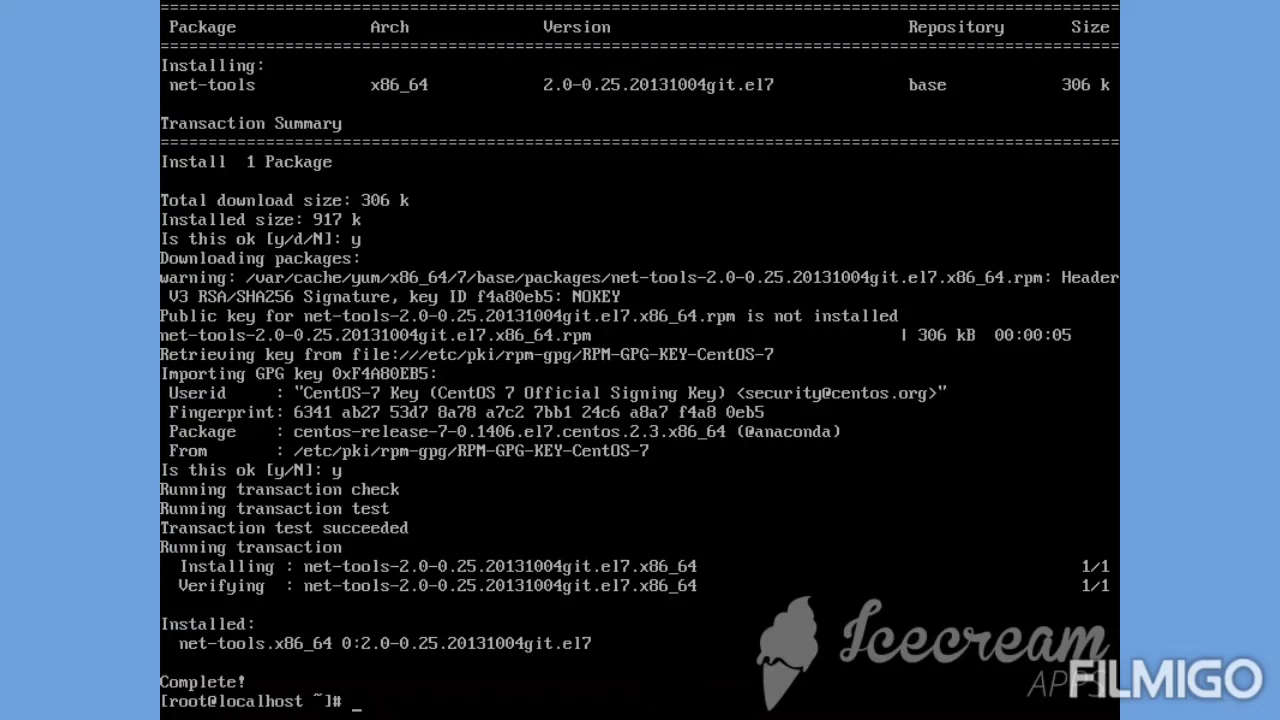 ================================================================================
Package Arch Version Repository Size
================================================================================
Installing:
net-tools x86_64 2.0-0.25.20131004git.el7 base 306 k
Transaction Summary
================================================================================
Install 1 Package
Total download size: 306 k
Installed size: 917 k
Is this ok [y/d/N]: y
Downloading packages:
warning: /var/cache/yum/x86_64/7/base/packages/net-tools-2.0-0.25.20131004git.el7.x86_64.rpm: Header
V3 RSA/SHA256 Signature, key ID f4a80eb5: NOKEY
Public key for net-tools-2.0-0.25.20131004git.el7.x86_64.rpm is not installed
net-tools-2.0-0.25.20131004git.el7.x86_64.rpm | 306 kB 00:00:05
Retrieving key from file:///etc/pki/rpm-gpg/RPM-GPG-KEY-CentOS-7
Importing GPG key 0xF4A80EB5:
Userid : "CentOS-7 Key (CentOS 7 Official Signing Key) <security@centos.org>"
Fingerprint: 6341 ab27 53d7 8a78 a7c2 7bb1 24c6 a8a7 f4a8 0eb5
Package : centos-release-7-0.1406.el7.centos.2.3.x86_64 (@anaconda)
From : /etc/pki/rpm-gpg/RPM-GPG-KEY-CentOS-7
Is this ok [y/N]: y
Running transaction check
Running transaction test
Transaction test succeeded
Running transaction
Installing : net-tools-2.0-0.25.20131004git.el7.x86_64 1/1
Verifying : net-tools-2.0-0.25.20131004git.el7.x86_64 1/1
Installed:
net-tools.x86_64 0:2.0-0.25.20131004git.el7
Complete!
[root@localhost ~]# _
Icecream
APPS
FILMIGO